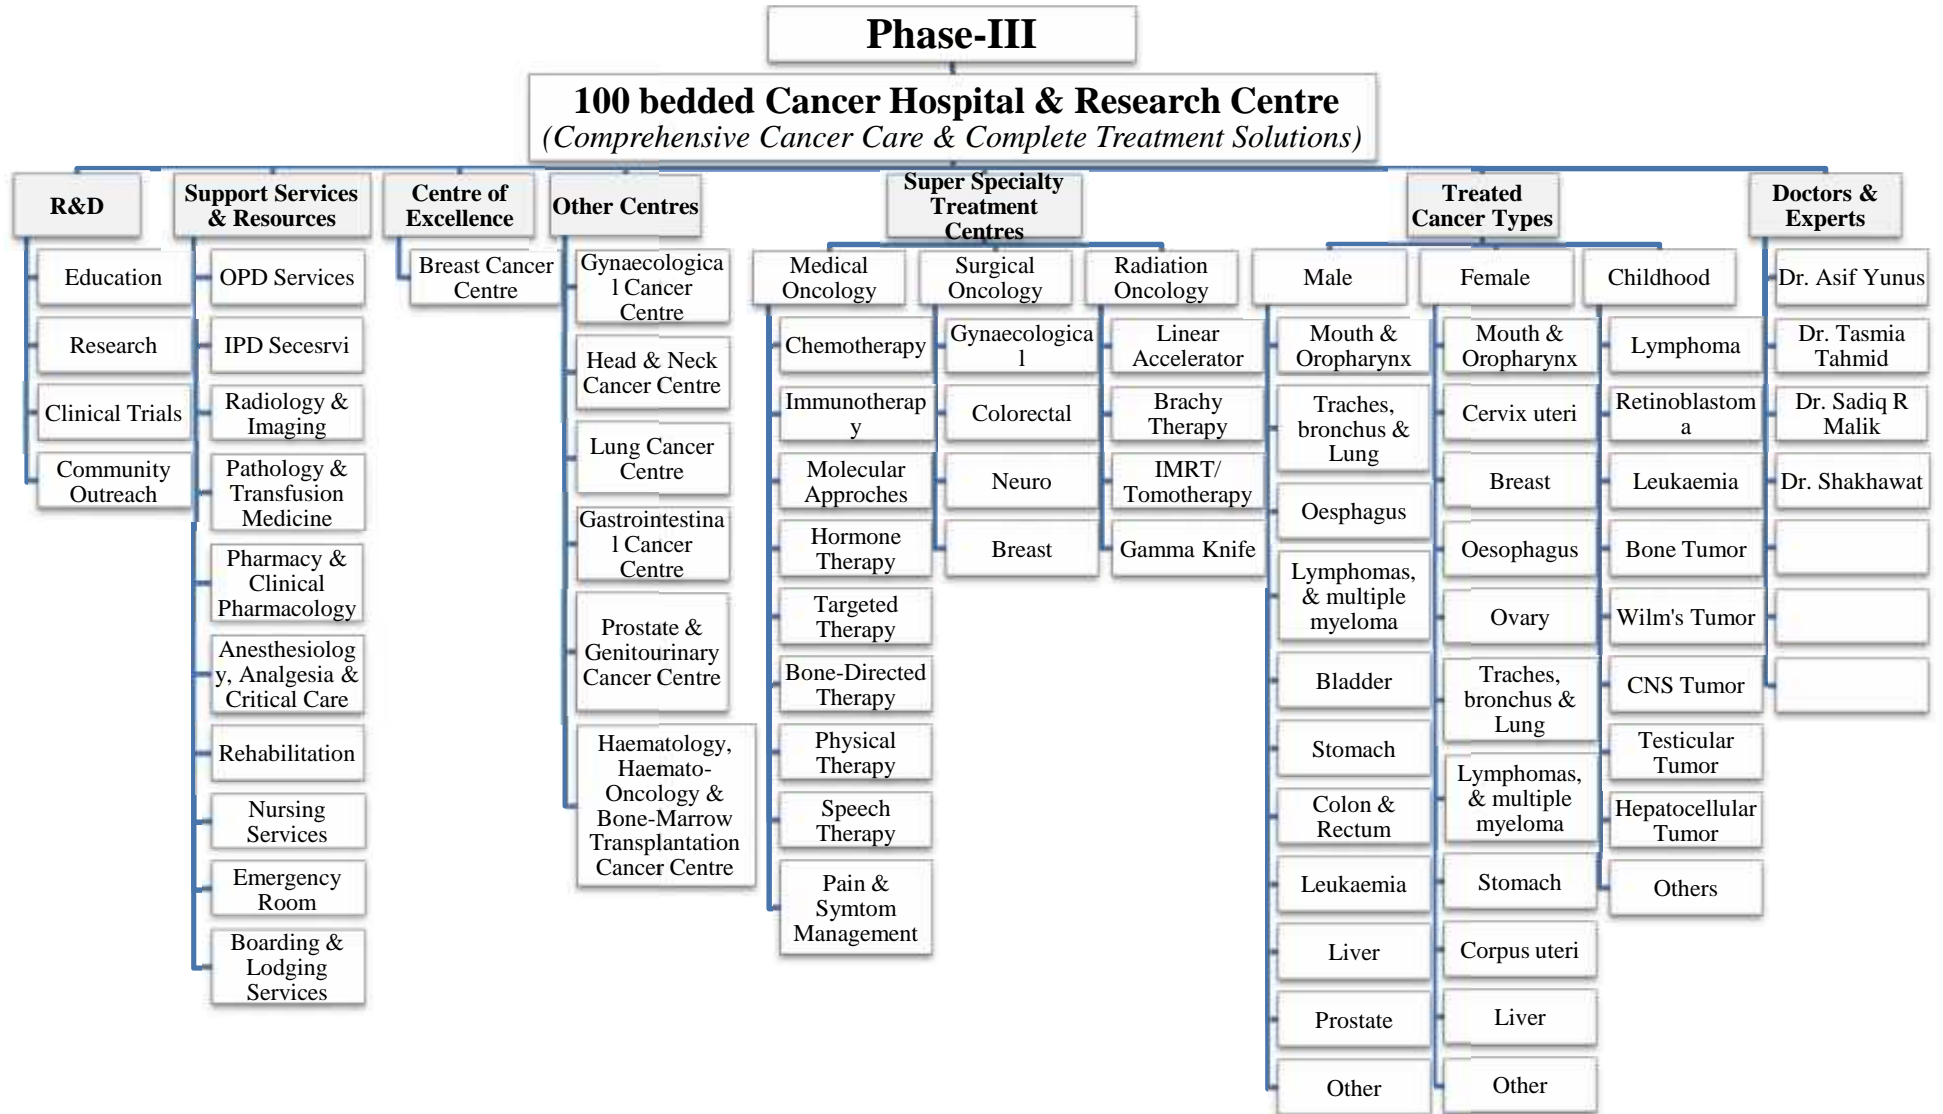 Phase-III
100 bedded Cancer Hospital & Research Centre
(Comprehensive Cancer Care & Complete Treatment Solutions)
R&D
Education
Research
Clinical Trials
Community
Outreach
Support Services
& Resources
OPD Services
IPD Secesrvi
Radiology &
Imaging
Pathology &
Transfusion
Medicine
Pharmacy &
Clinical
Pharmacology
Anesthesiolog
y, Analgesia &
Critical Care
Rehabilitation
Nursing
Services
Emergency
Room
Boarding &
Lodging
Services
Centre of
Excellence
Breast Cancer
Centre
Other Centres
Gynaecologica
l Cancer
Centre
Head & Neck
Cancer Centre
Lung Cancer
Centre
Gastrointestina
l Cancer
Centre
Prostate &
Genitourinary
Cancer Centre
Haematology,
Haemato-
Oncology &
Bone-Marrow
Transplantation
Cancer Centre
Super Specialty
Treatment
Centres
Medical
Oncology
Chemotherapy
Immunotherap
y
Molecular
Approches
Hormone
Therapy
Targeted
Therapy
Bone-Directed
Therapy
Physical
Therapy
Speech
Therapy
Pain &
Symtom
Management
Surgical
Oncology
Gynaecologica
l
Colorectal
Neuro
Breast
Radiation
Oncology
Linear
Accelerator
Brachy
Therapy
IMRT/
Tomotherapy
Gamma Knife
Treated
Cancer Types
Male
Mouth &
Oropharynx
Traches,
bronchus &
Lung
Oesphagus
Lymphomas,
& multiple
myeloma
Bladder
Stomach
Colon &
Rectum
Leukaemia
Liver
Prostate
Other
Female
Mouth &
Oropharynx
Cervix uteri
Breast
Oesophagus
Ovary
Traches,
bronchus &
Lung
Lymphomas,
& multiple
myeloma
Stomach
Corpus uteri
Liver
Other
Childhood
Lymphoma
Retinoblastom
a
Leukaemia
Bone Tumor
Wilm's Tumor
CNS Tumor
Testicular
Tumor
Hepatocellular
Tumor
Others
Doctors &
Experts
Dr. Asif Yunus
Dr. Tasmia
Tahmid
Dr. Sadiq R
Malik
Dr. Shakhawat